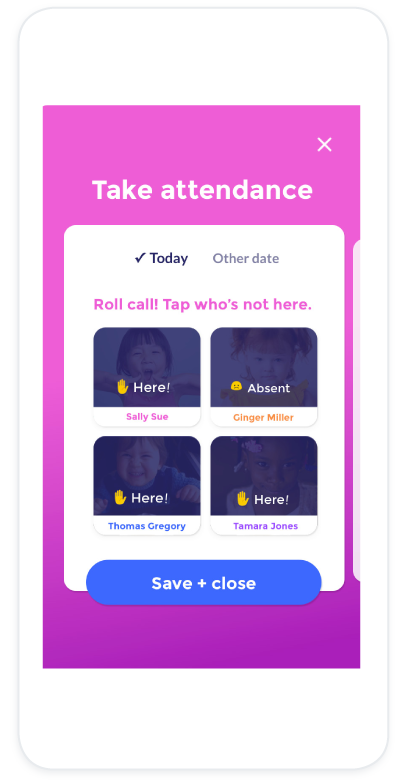 Take attendance
✓ Today Other date
Roll call! Tap who's not here.
Here! Absent
Sally Sue Ginger Miller
Here! Here!
Thomas Gregory Tamara Jones
Save + close